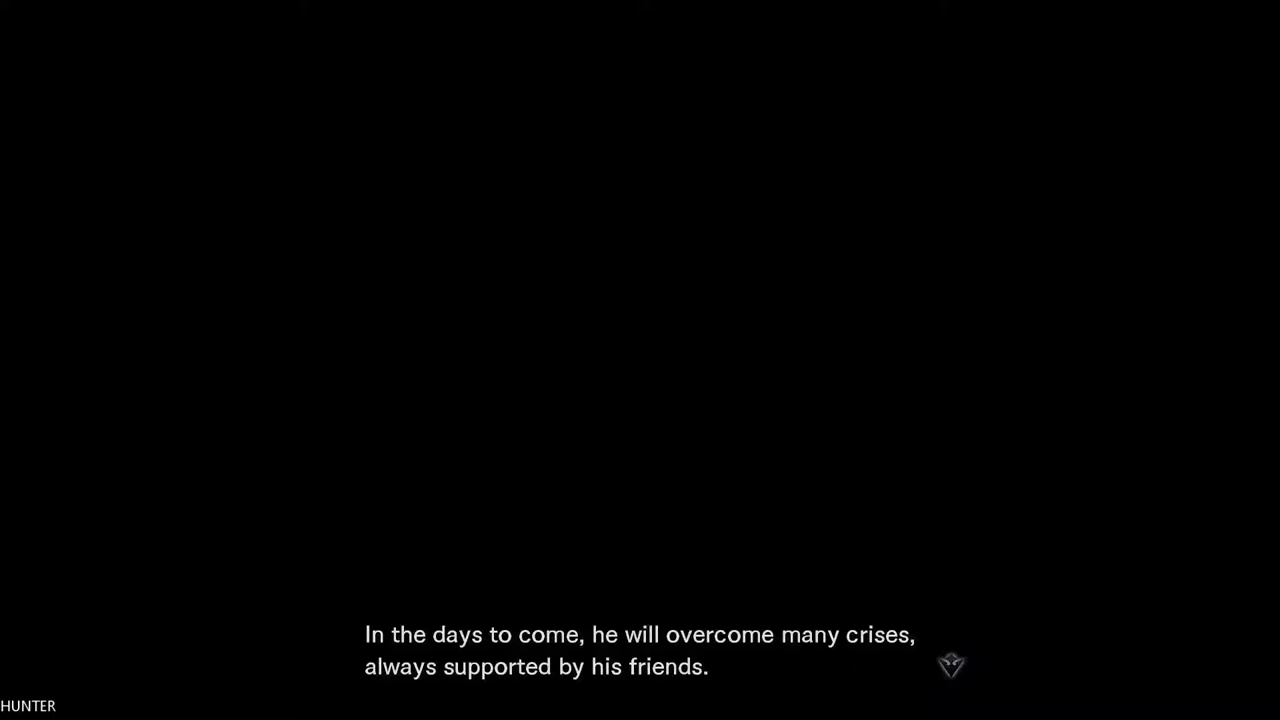 In the days to come, he will overcome many crises,
always supported by his friends.
HUNTER